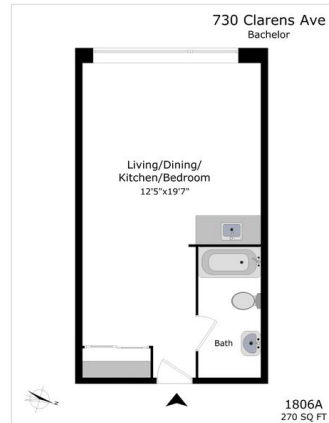 730 Clarens Ave
Bachelor
Living/Dining/
Kitchen/Bedroom
12'5"x19'7"
Bath
N
1806A
270 SQ FT